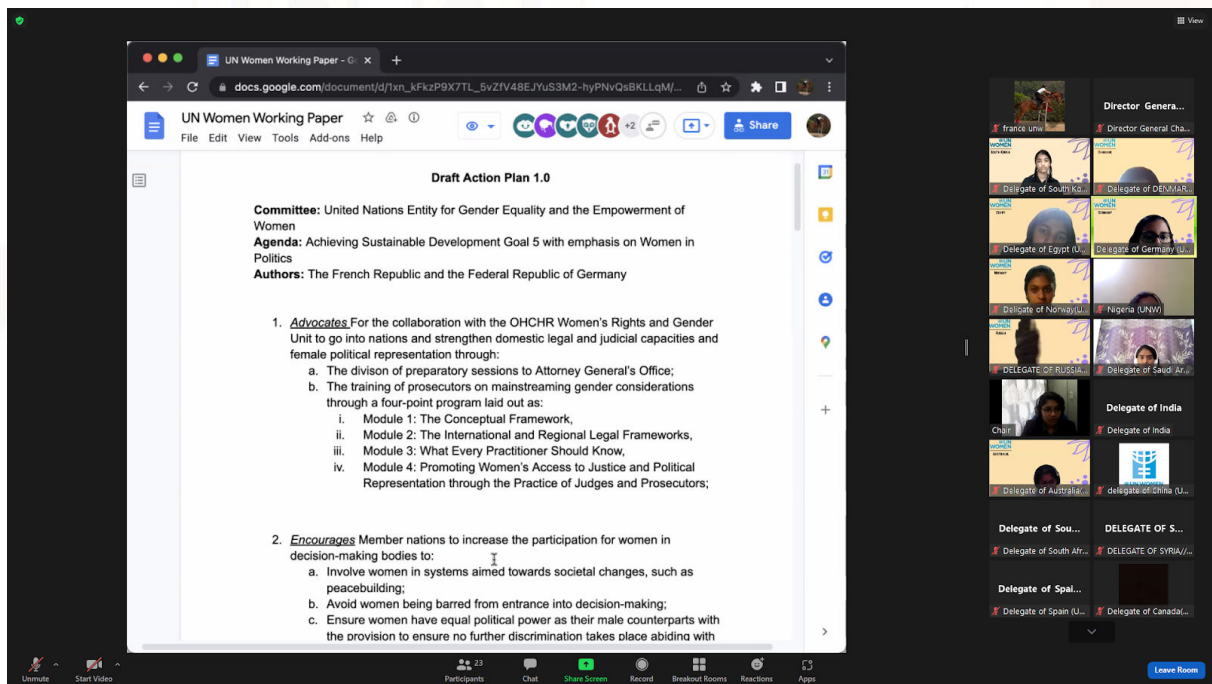 View
UN Women Working Paper - G
docs.google.com/document/d/1xn_kFkzP9X7TL_5vZfV48EJYuS3M2-hyPNvQsBKLLqM/...
UN Women Working Paper
File Edit View Tools Add-ons Help
+2
Share
31
Draft Action Plan 1.0
Committee: United Nations Entity for Gender Equality and the Empowerment of
Women
Agenda: Achieving Sustainable Development Goal 5 with emphasis on Women in
Politics
Authors: The French Republic and the Federal Republic of Germany
1. Advocates For the collaboration with the OHCHR Women's Rights and Gender
Unit to go into nations and strengthen domestic legal and judicial capacities and
female political representation through:
a. The divison of preparatory sessions to Attorney General's Office;
b. The training of prosecutors on mainstreaming gender considerations
through a four-point program laid out as:
i. Module 1: The Conceptual Framework,
ii. Module 2: The International and Regional Legal Frameworks,
iii. Module 3: What Every Practitioner Should Know,
iv. Module 4: Promoting Women's Access to Justice and Political
Representation through the Practice of Judges and Prosecutors;
2. Encourages Member nations to increase the participation for women in
decision-making bodies to:
a. Involve women in systems aimed towards societal changes, such as
peacebuilding;
b. Avoid women being barred from entrance into decision-making;
c. Ensure women have equal political power as their male counterparts with
the provision to ensure no further discrimination takes place abiding with
france unw
Director Genera...
Director General Cha...
Delegate of South Ko...
Delegate of DENMAR...
Delegate of Egypt (U...
Delegate of Germany (U...
Deligate of Norway(U...
Nigeria (UNW)
DELEGATE OF RUSSIA...
Delegate of Saudi Ar...
Chair
Delegate of India
Delegate of India
Delegate of Australia(...
delegate of China (U...
Delegate of Sou...
Delegate of South Afr...
DELEGATE OF S...
DELEGATE OF SYRIA//...
Delegate of Spai...
Delegate of Spain (U...
Delegate of Canada(...
Unmute
Start Video
23
Participants
Chat
Share Screen
Record
Breakout Rooms
Reactions
Apps
Leave Room